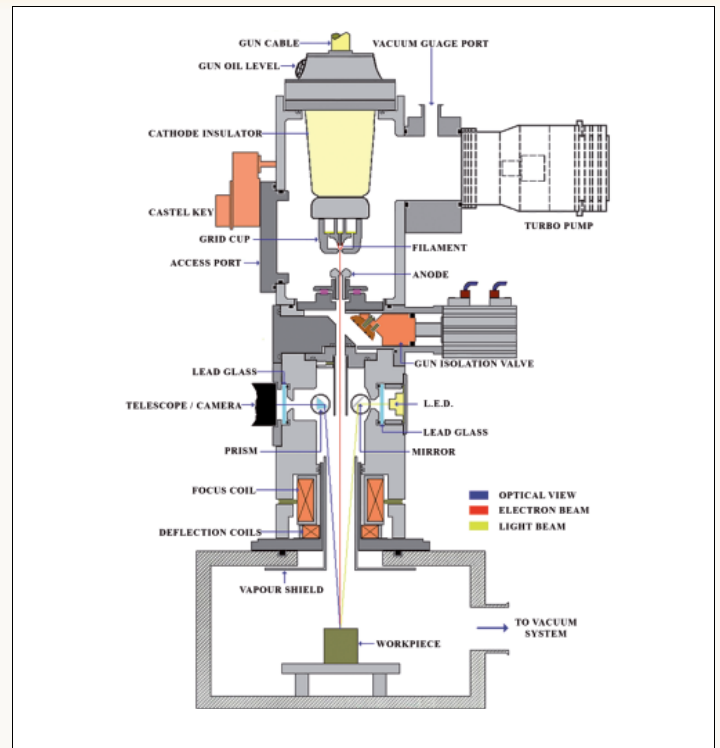 GUN CABLE
VACUUM GUAGE PORT
GUN OIL LEVEL
CATHODE INSULATOR
CASTEL KEY
TURBO PUMP
GRID CUP
FILAMENT
ACCESS PORT
ANODE
GUN ISOLATION VALVE
LEAD GLASS
TELESCOPE / CAMERA
L.E.D.
LEAD GLASS
PRISM
MIRROR
FOCUS COIL
OPTICAL VIEW
ELECTRON BEAM
LIGHT BEAM
DEFLECTION COILS
VAPOUR SHIELD
TO VACUUM
SYSTEM
WORKPIECE